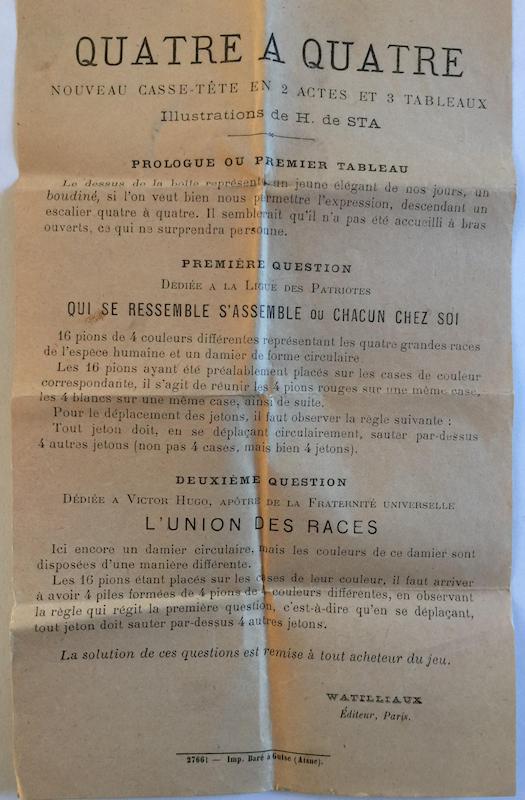 QUATRE A QUATRE
NOUVEAU CASSE-TÊTE EN 2 ACTES ET 3 TABLEAUX
Illustrations de H. de STA
PROLOGUE OU PREMIER TABLEAU
Le dessus de la boîte représente un jeune élégant de nos jours, un
boudiné, si l'on veut bien nous permettre l'expression, descendant un
escalier quatre à quatre. Il semblerait qu'il n'a pas été accueilli à bras
ouverts, ce qui ne surprendra personne.
PREMIÈRE QUESTION
DEDIÉE A LA LIGUE DES PATRIOTES
QUI SE RESSEMBLE S'ASSEMBLE OU CHACUN CHEZ SOI
16 pions de 4 couleurs différentes représentant les quatre grandes races
de l'espèce humaine et un damier de forme circulaire.
Les 16 pions ayant été préalablement placés sur les cases de couleur
correspondante, il s'agit de réunir les 4 pions rouges sur une même case,
les 4 blancs sur une même case, ainsi de suite.
Pour le déplacement des jetons, il faut observer la règle suivante :
Tout jeton doit, en se déplaçant circulairement, sauter par-dessus
4 autres jetons (non pas 4 cases, mais bien 4 jetons).
DEUXIÈME QUESTION
DÉDIÉE A VICTOR HUGO, APÔTRE DE LA FRATERNITÉ UNIVERSELLE
L'UNION DES RACES
Ici encore un damier circulaire, mais les couleurs de ce damier sont
disposées d'une manière différente.
Les 16 pions étant placés sur les cases de leur couleur, il faut arriver
à avoir 4 piles formées de 4 pions de 4 couleurs différentes, en observant
la règle qui régit la première question, c'est-à-dire qu'en se déplaçant,
tout jeton doit sauter par-dessus 4 autres jetons.
La solution de ces questions est remise à tout acheteur du jeu.
WATILLIAUX
Éditeur, Paris.
27661 — Imp. Baré à Guise (Aisne).